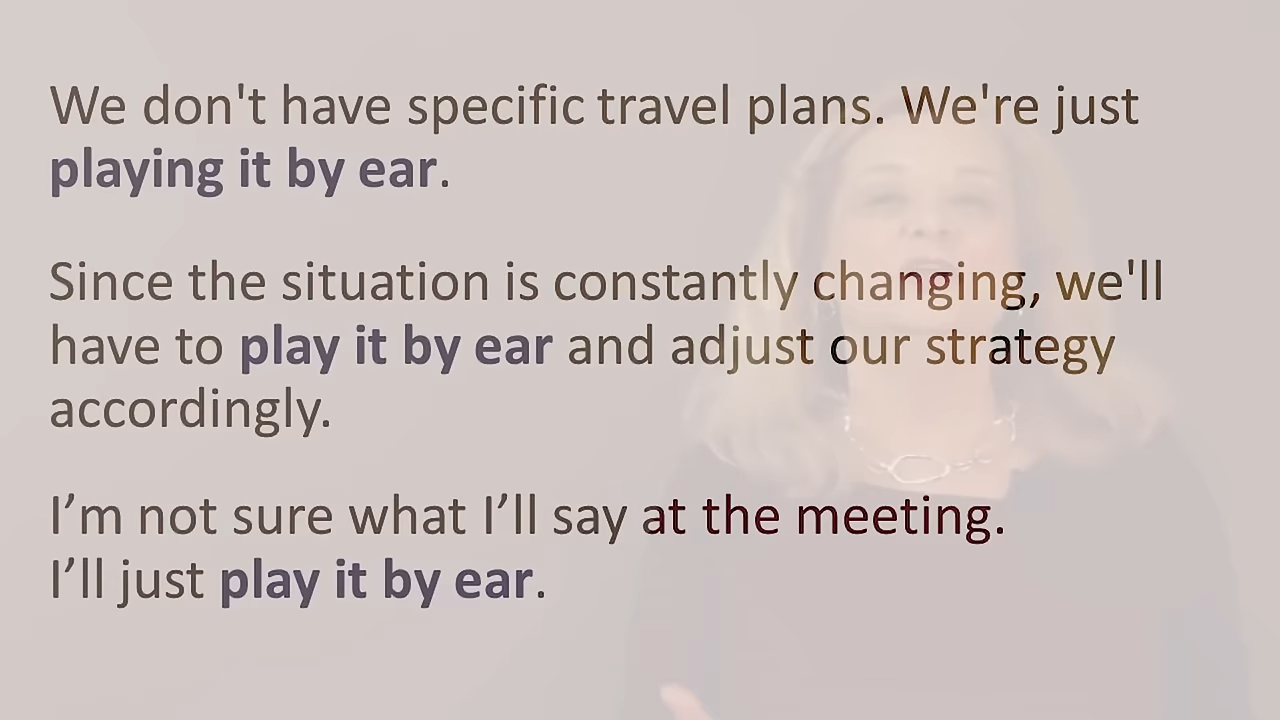 We don't have specific travel plans. We're just
playing it by ear.
Since the situation is constantly changing, we'll
have to play it by ear and adjust our strategy
accordingly.
I’m not sure what I’ll say at the meeting.
I’ll just play it by ear.